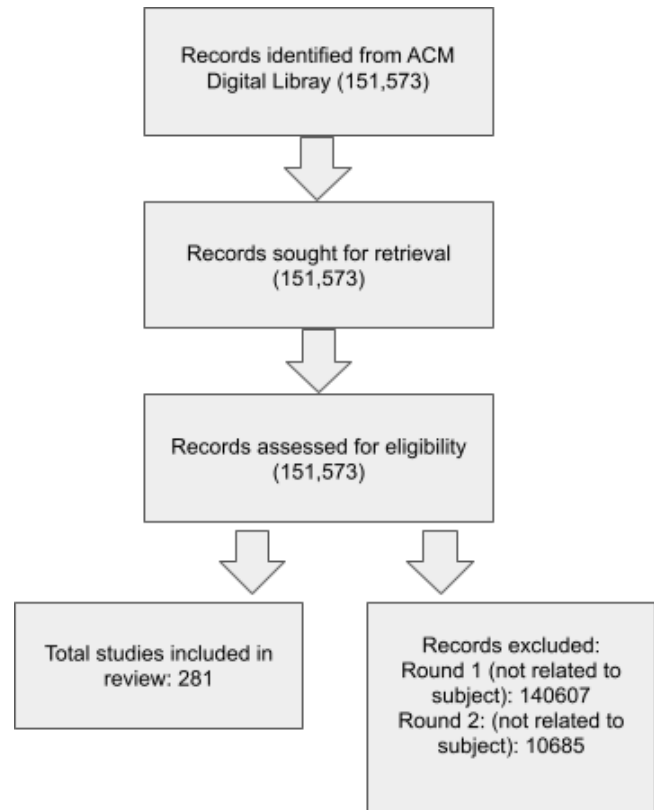 Records identified from ACM
Digital Libray (151,573)
Records sought for retrieval
(151,573)
Records assessed for eligibility
(151,573)
Total studies included in
review: 281
Records excluded:
Round 1 (not related to
subject): 140607
Round 2: (not related to
subject): 10685